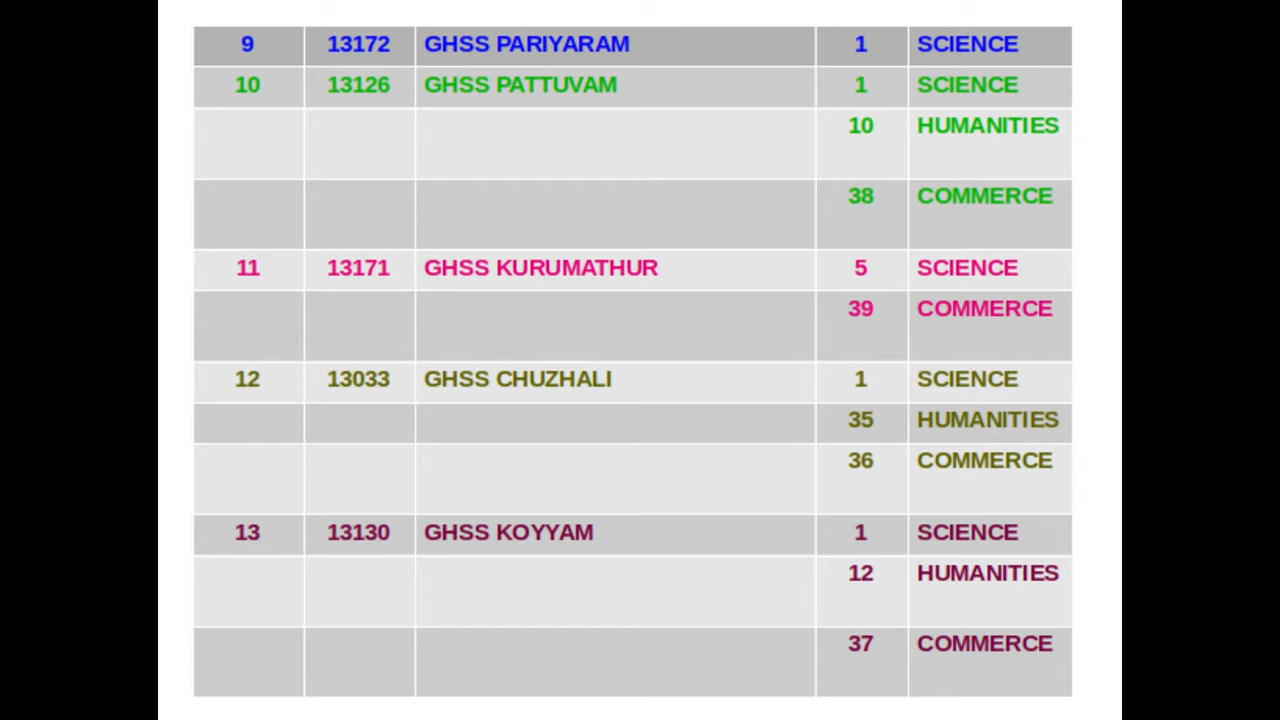 9 13172 GHSS PARIYARAM 1 SCIENCE
10 13126 GHSS PATTUVAM 1 SCIENCE
10 HUMANITIES
38 COMMERCE
11 13171 GHSS KURUMATHUR 5 SCIENCE
39 COMMERCE
12 13033 GHSS CHUZHALI 1 SCIENCE
35 HUMANITIES
36 COMMERCE
13 13130 GHSS KOYYAM 1 SCIENCE
12 HUMANITIES
37 COMMERCE